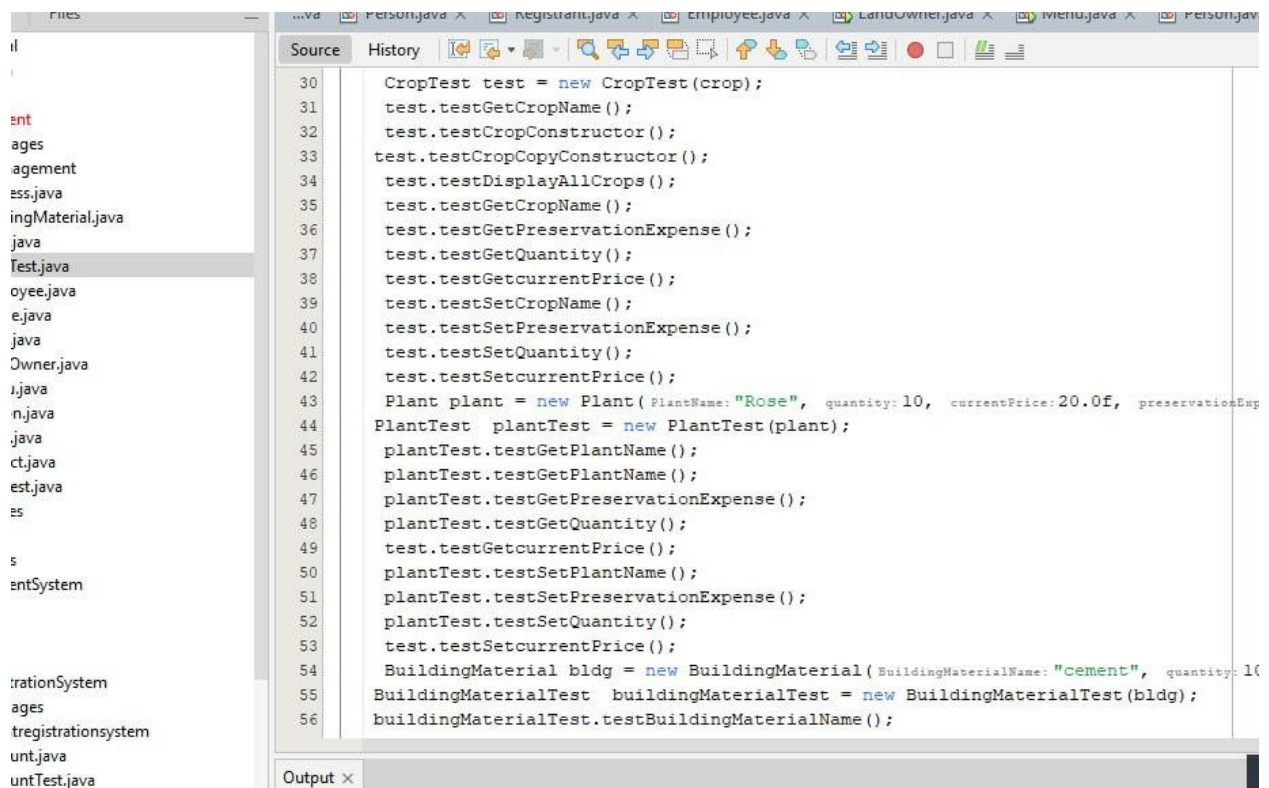 Files
...va Person.java × Registrant.java × Employee.java × LandOwner.java × Menu.java × Person.jav
Source History
30 CropTest test = new CropTest(crop);
31 test.testGetCropName();
32 test.testCropConstructor();
33 test.testCropCopyConstructor();
34 test.testDisplayAllCrops();
35 test.testGetCropName();
36 test.testGetPreservationExpense();
37 test.testGetQuantity();
38 test.testGetcurrentPrice();
39 test.testSetCropName();
40 test.testSetPreservationExpense();
41 test.testSetQuantity();
42 test.testSetcurrentPrice();
43 Plant plant = new Plant( PlantName: "Rose", quantity: 10, currentPrice: 20.0f, preservationExp
44 PlantTest plantTest = new PlantTest(plant);
45 plantTest.testGetPlantName();
46 plantTest.testGetPlantName();
47 plantTest.testGetPreservationExpense();
48 plantTest.testGetQuantity();
49 test.testGetcurrentPrice();
50 plantTest.testSetPlantName();
51 plantTest.testSetPreservationExpense();
52 plantTest.testSetQuantity();
53 test.testSetcurrentPrice();
54 BuildingMaterial bldg = new BuildingMaterial( BuildingMaterialName: "cement", quantity: 10
55 BuildingMaterialTest buildingMaterialTest = new BuildingMaterialTest(bldg);
56 buildingMaterialTest.testBuildingMaterialName();
Output ×
ent
ages
agement
ess.java
ingMaterial.java
java
Test.java
oyee.java
e.java
java
Owner.java
u.java
n.java
.java
ct.java
est.java
es
s
entSystem
trationSystem
ages
tregistrationsystem
unt.java
untTest.java